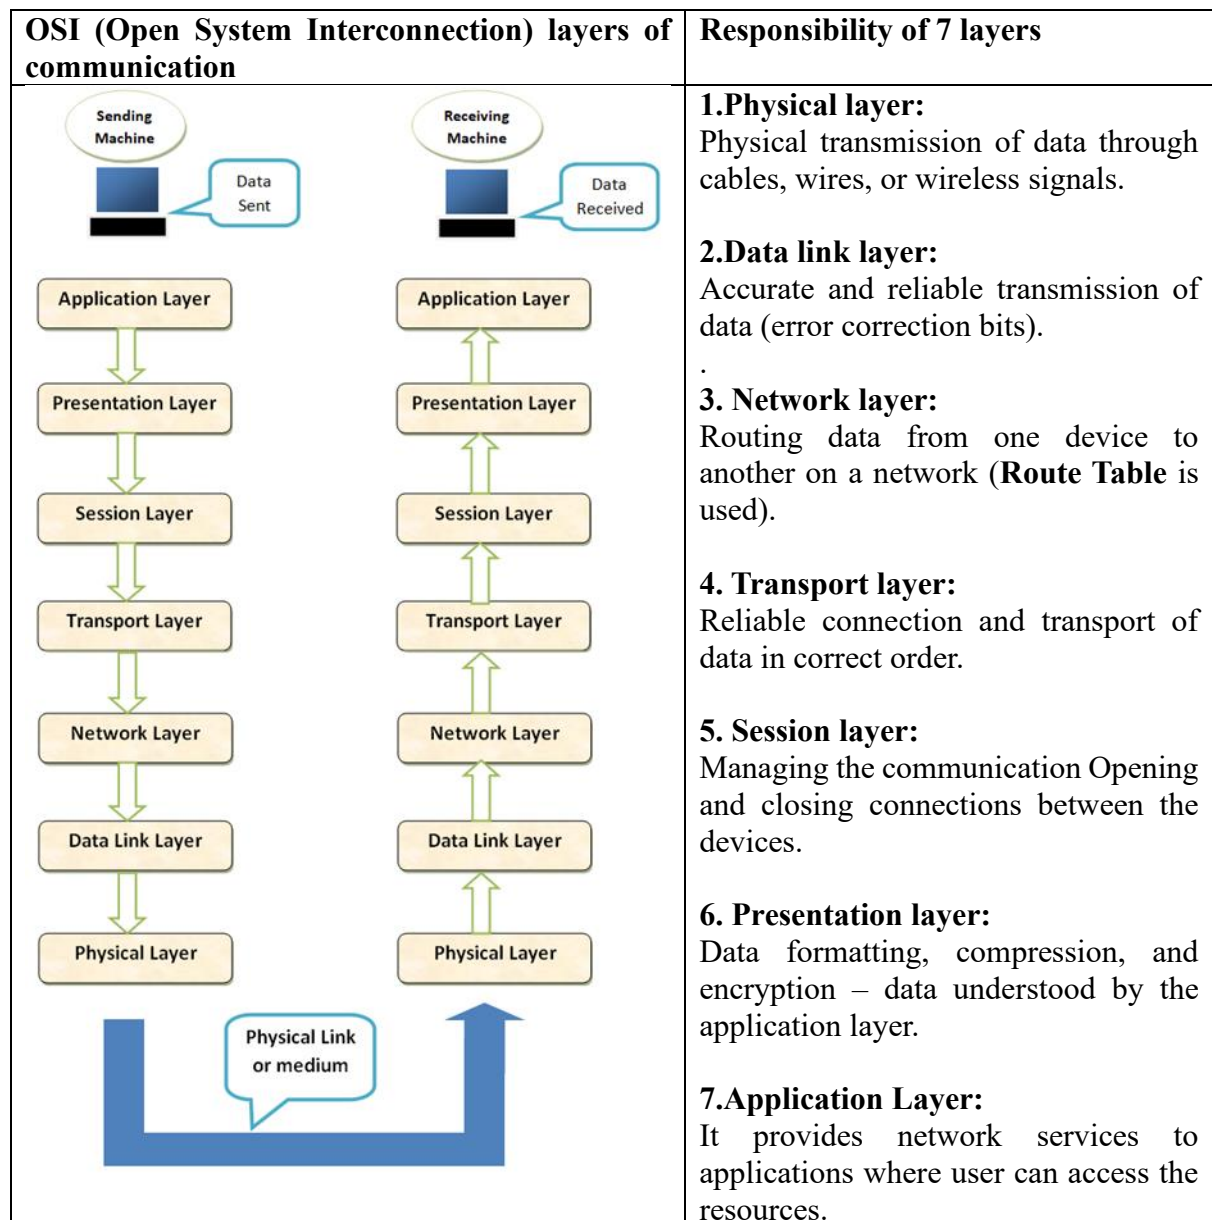 OSI (Open System Interconnection) layers of
communication
Responsibility of 7 layers
Sending
Machine
Data
Sent
Receiving
Machine
Data
Received
Application Layer
Presentation Layer
Session Layer
Transport Layer
Network Layer
Data Link Layer
Physical Layer
Application Layer
Presentation Layer
Session Layer
Transport Layer
Network Layer
Data Link Layer
Physical Layer
Physical Link
or medium
1.Physical layer:
Physical transmission of data through
cables, wires, or wireless signals.
2.Data link layer:
Accurate and reliable transmission of
data (error correction bits).
.
3. Network layer:
Routing data from one device to
another on a network (Route Table is
used).
4. Transport layer:
Reliable connection and transport of
data in correct order.
5. Session layer:
Managing the communication Opening
and closing connections between the
devices.
6. Presentation layer:
Data formatting, compression, and
encryption – data understood by the
application layer.
7.Application Layer:
It provides network services to
applications where user can access the
resources.